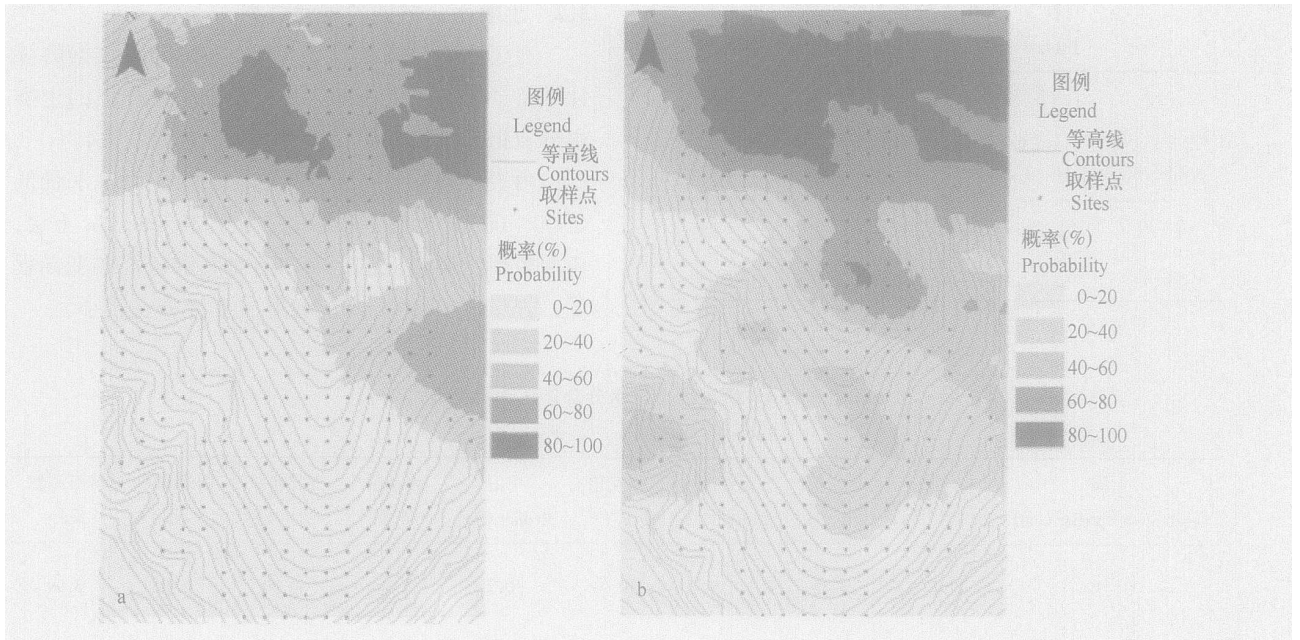 图例
Legend
等高线
Contours
取样点
Sites
概率(%)
Probability
0~20
20~40
40~60
60~80
80~100
a
图例
Legend
等高线
Contours
取样点
Sites
概率(%)
Probability
0~20
20~40
40~60
60~80
80~100
b